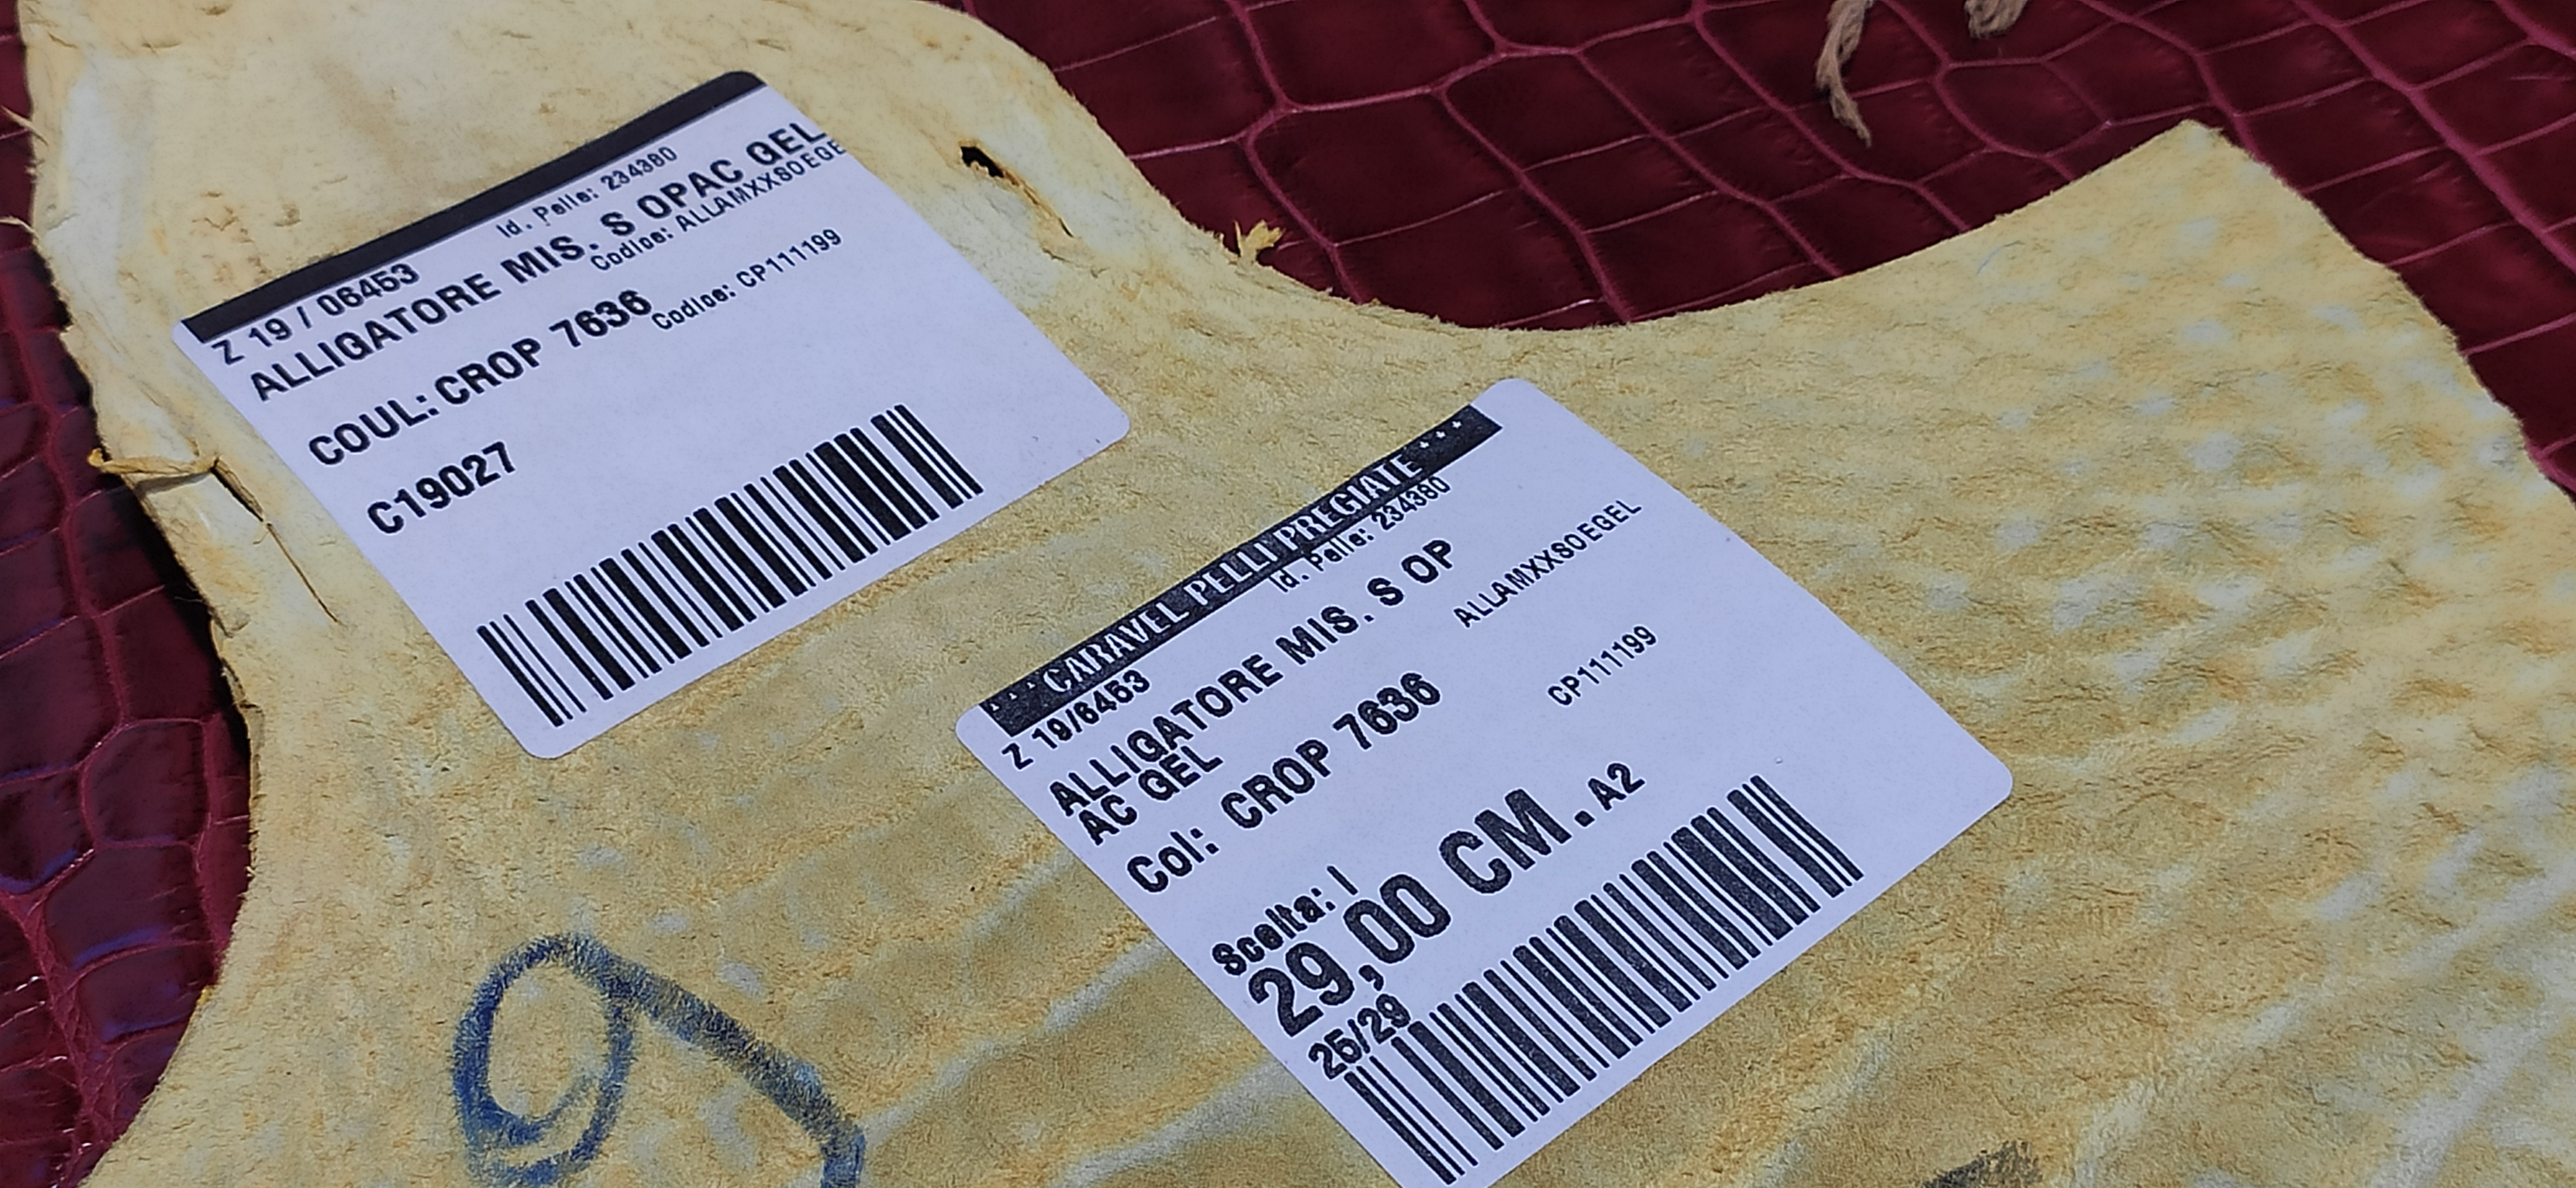 Z 19 / 06453
Id. Pelle: 234380
ALLIGATORE MIS. S OPAC GEL
Codice: ALLAMXXSOEGE
COUL: CROP 7636
Codice: CP111199
C19027
CARAVEL PELLI PREGIATE
Z 19/6453
Id. Pelle: 234380
ALLIGATORE MIS. S OP
AC GEL
ALLAMXXSOEGEL
Col: CROP 7636
CP111199
Scelta: I
29,00 CM. A2
25/29